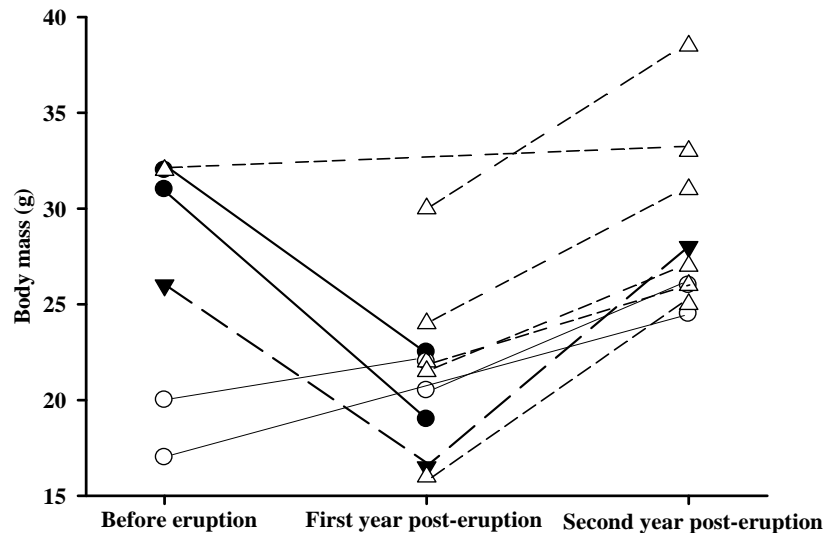 40
35
30
25
20
15
Body mass (g)
Before eruption
First year post-eruption
Second year post-eruption